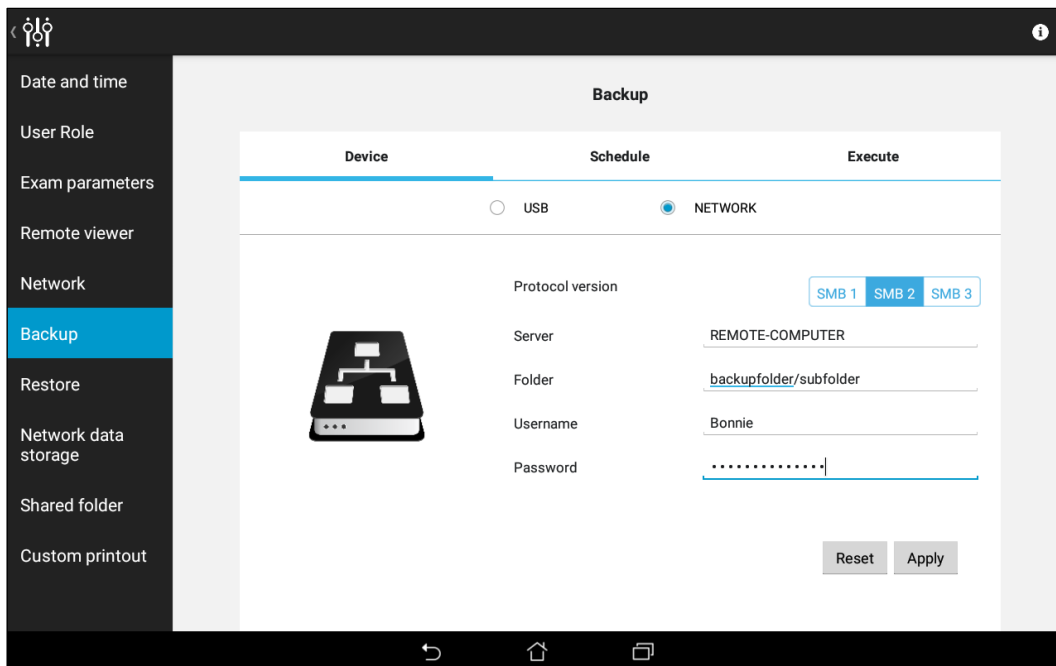 Date and time
User Role
Exam parameters
Remote viewer
Network
Backup
Restore
Network data
storage
Shared folder
Custom printout
Backup
Device Schedule Execute
USB NETWORK
Protocol version SMB 1 SMB 2 SMB 3
Server REMOTE-COMPUTER
Folder backupfolder/subfolder
Username Bonnie
Password ••••••••••••••
Reset Apply